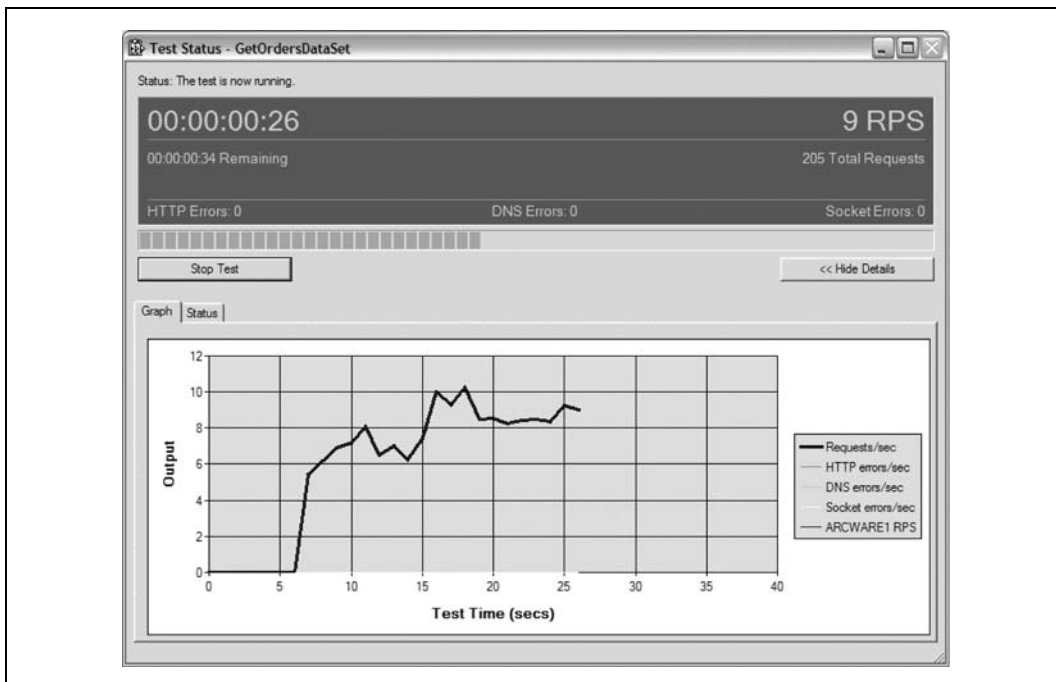 Test Status - GetOrdersDataSet
Status: The test is now running.
00:00:00:26 9 RPS
00:00:00:34 Remaining 205 Total Requests
HTTP Errors: 0 DNS Errors: 0 Socket Errors: 0
Stop Test << Hide Details
Graph Status
12
10
8
6
4
2
0
Output
0 5 10 15 20 25 30 35 40
Test Time (secs)
Requests/sec
HTTP errors/sec
DNS errors/sec
Socket errors/sec
ARCWARE1 RPS